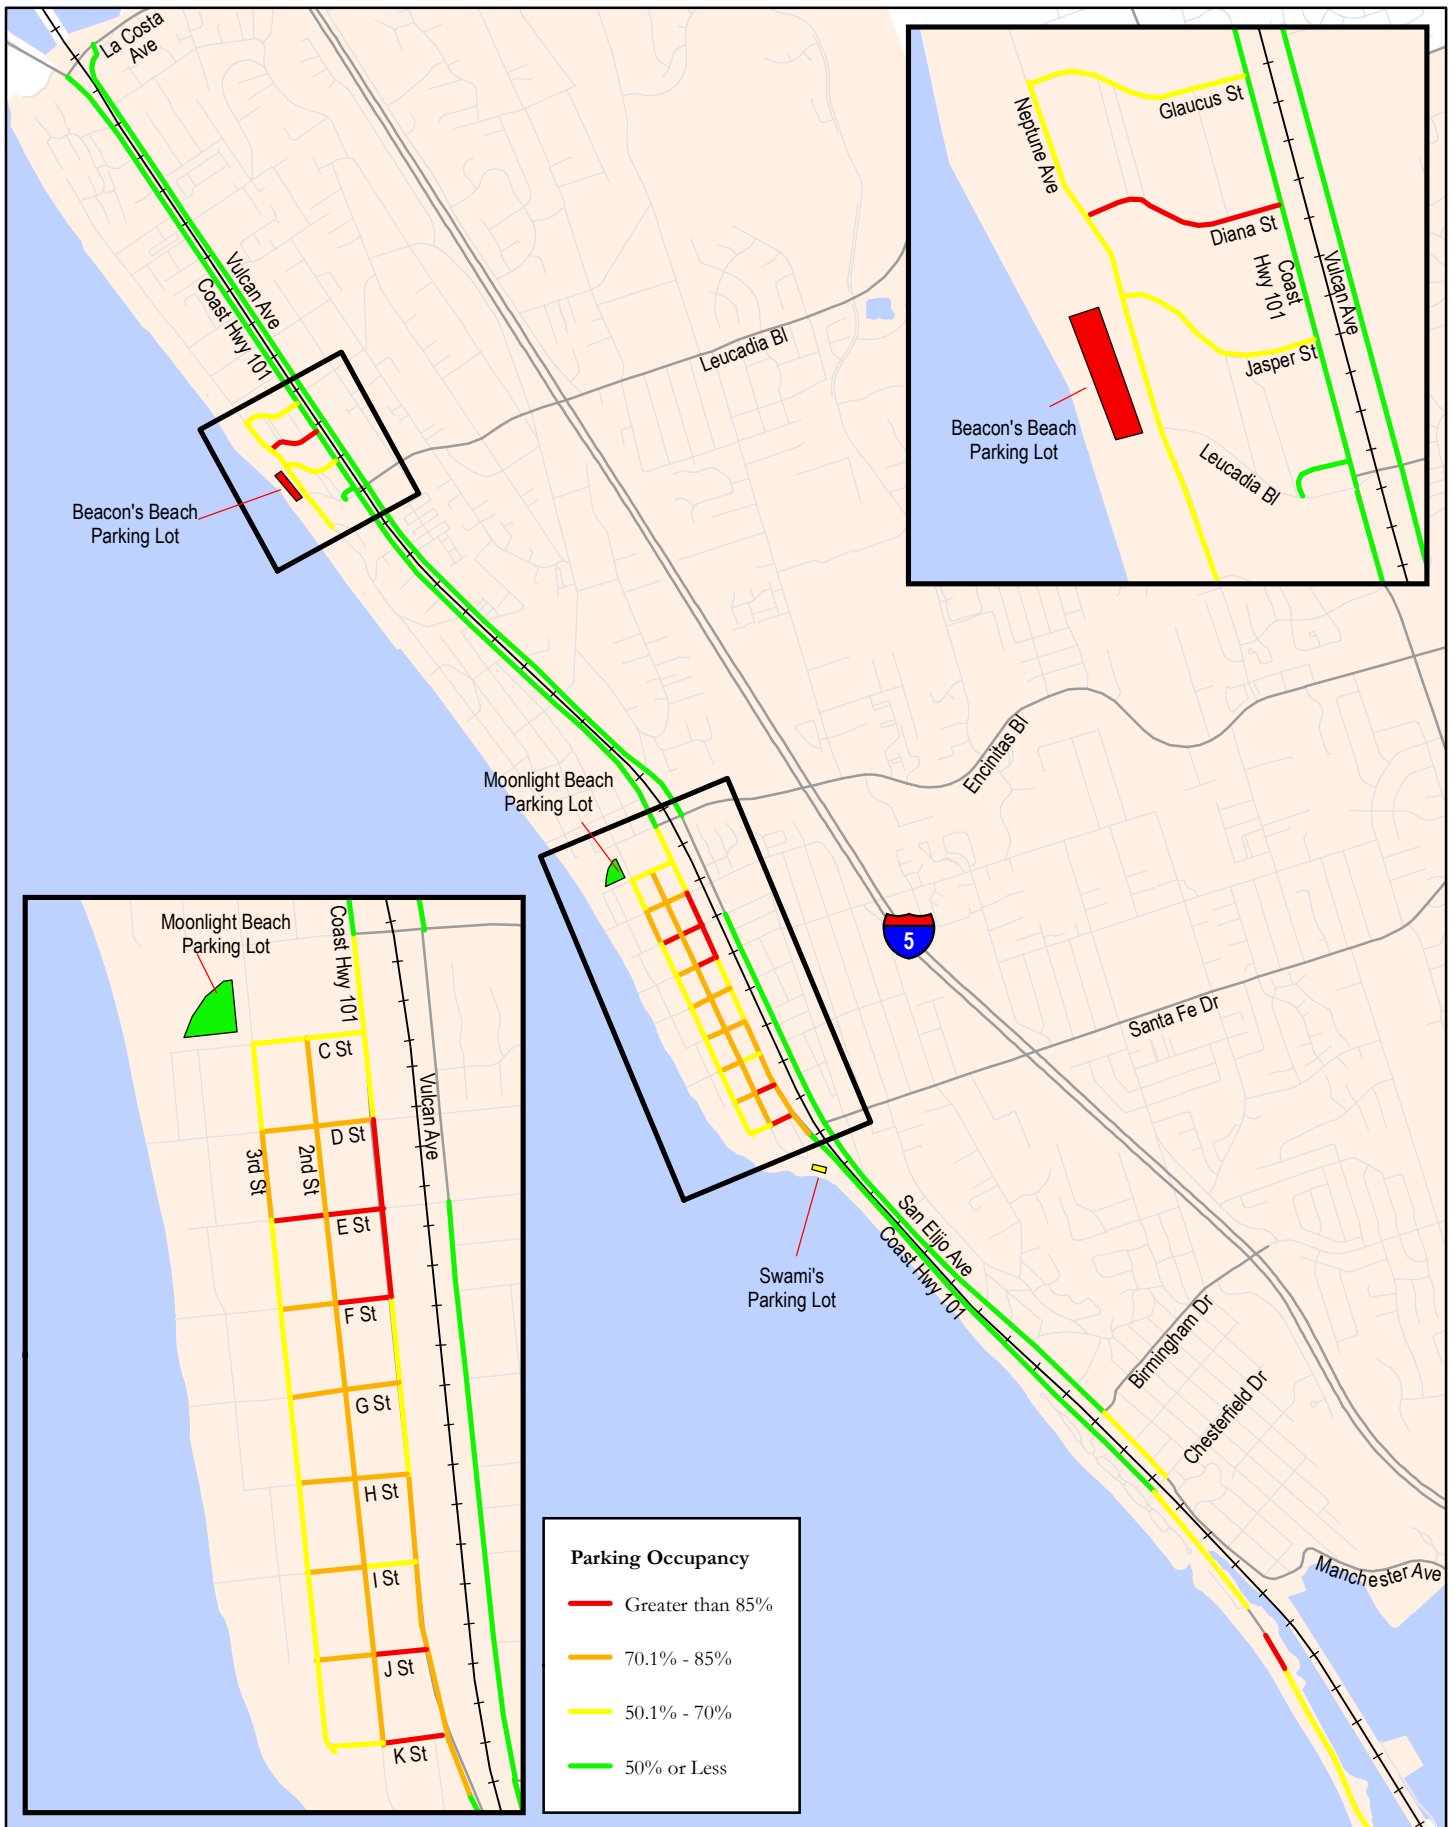 La Costa
Ave
Vulcan Ave
Coast Hwy 101
Leucadia Bl
Beacon's Beach
Parking Lot
Glaucus St
Neptune Ave
Diana St
Coast
Hwy 101
Vulcan Ave
Jasper St
Beacon's Beach
Parking Lot
Leucadia Bl
Encinitas Bl
Moonlight Beach
Parking Lot
5
Santa Fe Dr
Swami's
Parking Lot
San Elijo Ave
Coast Hwy 101
Birmingham Dr
Chesterfield Dr
Manchester Ave
Moonlight Beach
Parking Lot
Coast Hwy 101
C St
Vulcan Ave
D St
3rd St
2nd St
E St
F St
G St
H St
I St
J St
K St
Parking Occupancy
Greater than 85%
70.1% - 85%
50.1% - 70%
50% or Less